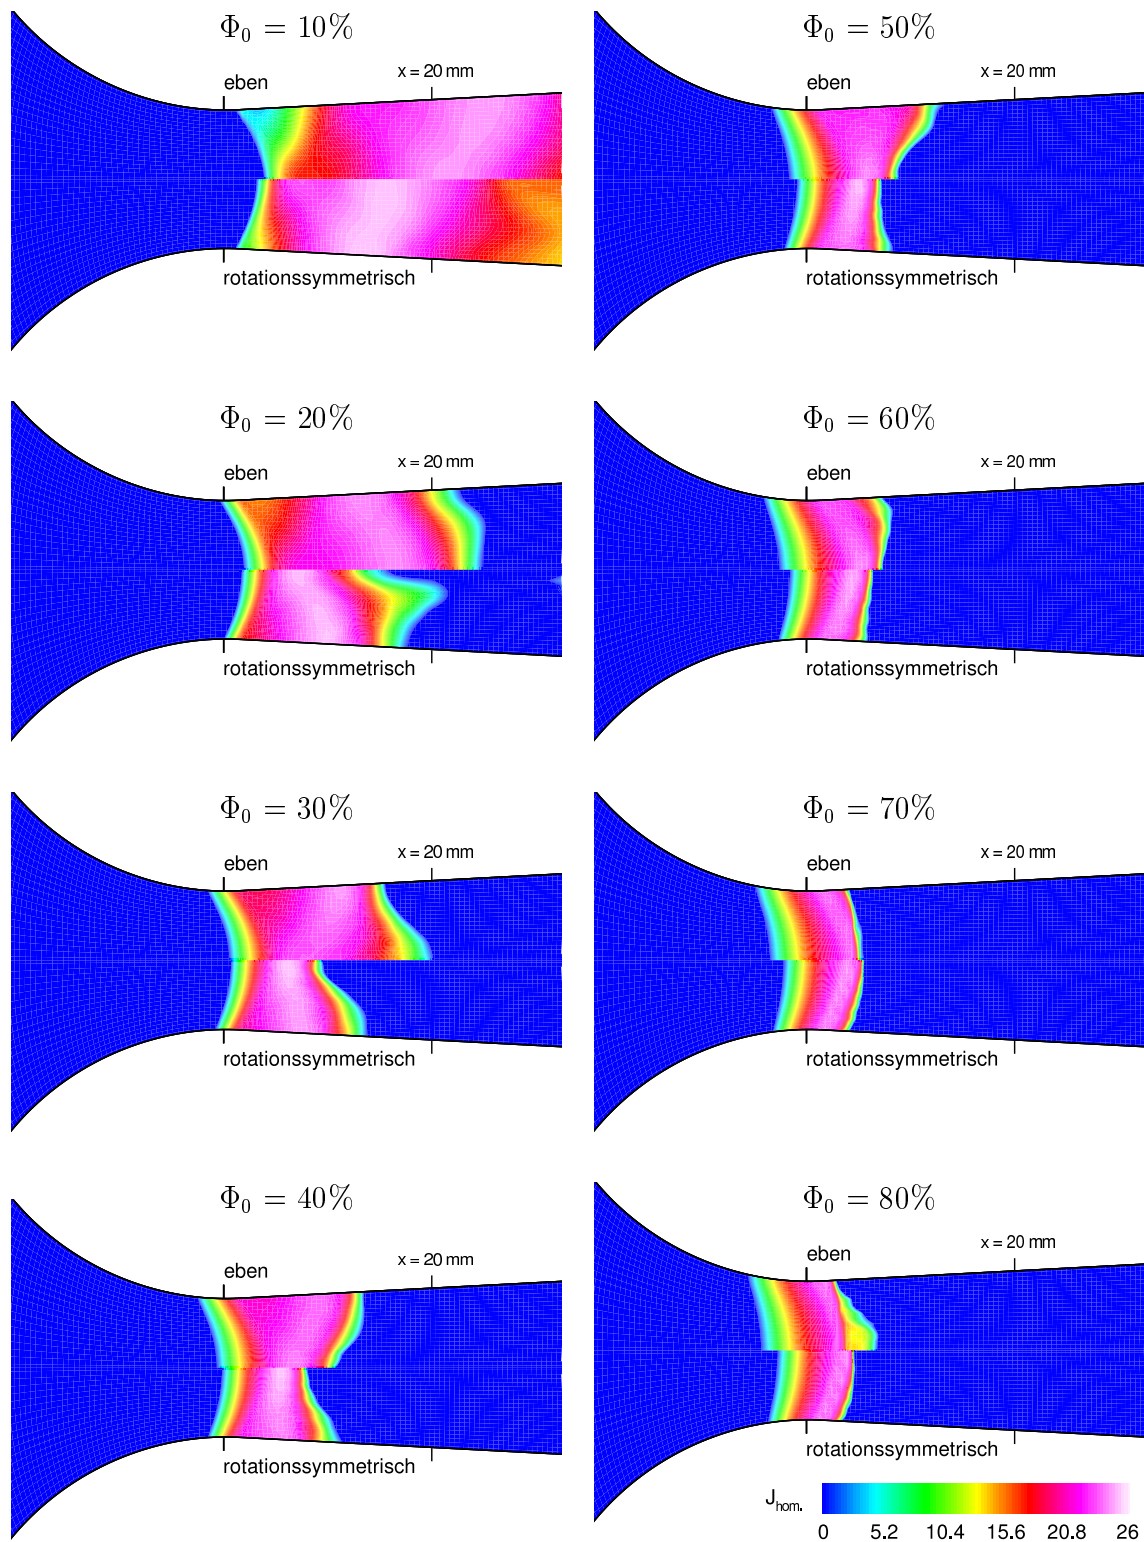 Φ₀ = 10%
x = 20 mm
eben
rotationssymmetrisch
Φ₀ = 20%
x = 20 mm
eben
rotationssymmetrisch
Φ₀ = 30%
x = 20 mm
eben
rotationssymmetrisch
Φ₀ = 40%
x = 20 mm
eben
rotationssymmetrisch
Φ₀ = 50%
x = 20 mm
eben
rotationssymmetrisch
Φ₀ = 60%
x = 20 mm
eben
rotationssymmetrisch
Φ₀ = 70%
x = 20 mm
eben
rotationssymmetrisch
Φ₀ = 80%
x = 20 mm
eben
rotationssymmetrisch
J hom.
0 5.2 10.4 15.6 20.8 26